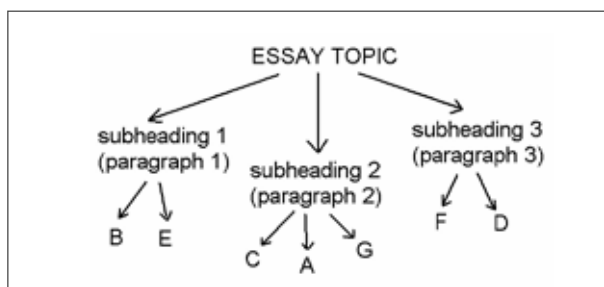 ESSAY TOPIC
subheading 1
(paragraph 1)
subheading 2
(paragraph 2)
subheading 3
(paragraph 3)
B E
C A G
F D